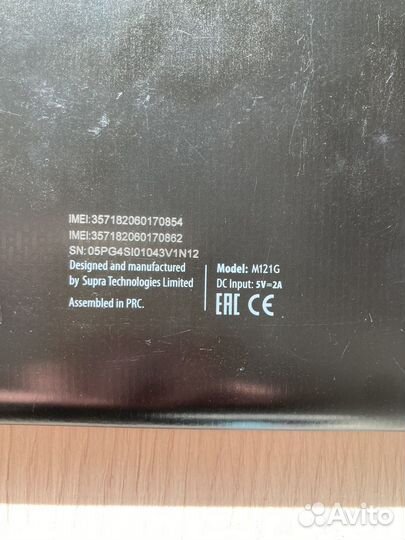 IMEI:357182060170854
IMEI:357182060170862
SN:05PG4SI01043V1N12
Designed and manufactured
by Supra Technologies Limited
Assembled in PRC.
Model: M121G
DC Input: 5V=2A
EAC CE
Avito